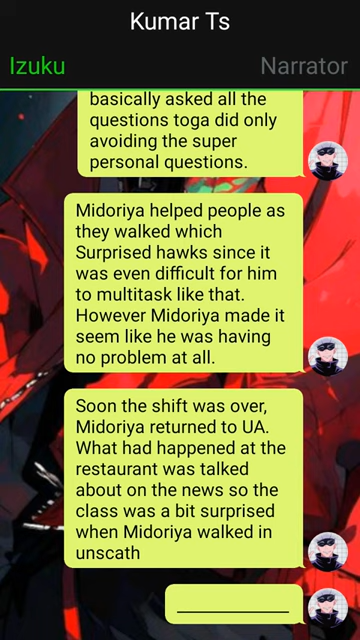 Kumar Ts
Izuku
Narrator
basically asked all the
questions toga did only
avoiding the super
personal questions.
Midoriya helped people as
they walked which
Surprised hawks since it
was even difficult for him
to multitask like that.
However Midoriya made it
seem like he was having
no problem at all.
Soon the shift was over,
Midoriya returned to UA.
What had happened at the
restaurant was talked
about on the news so the
class was a bit surprised
when Midoriya walked in
unscath
____________